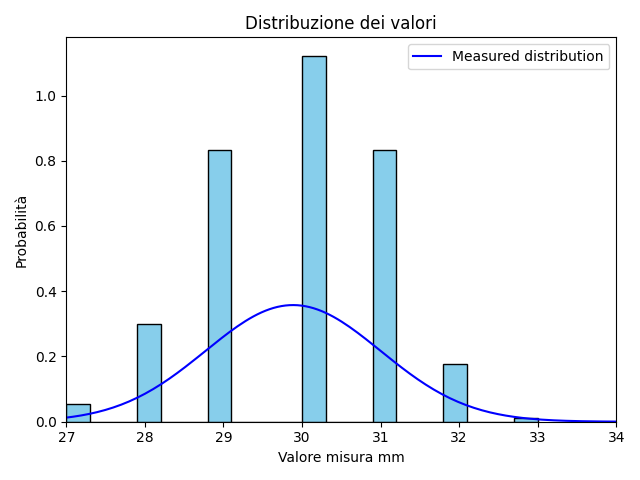 Distribuzione dei valori
Measured distribution
Probabilità
1.0
0.8
0.6
0.4
0.2
0.0
27 28 29 30 31 32 33 34
Valore misura mm